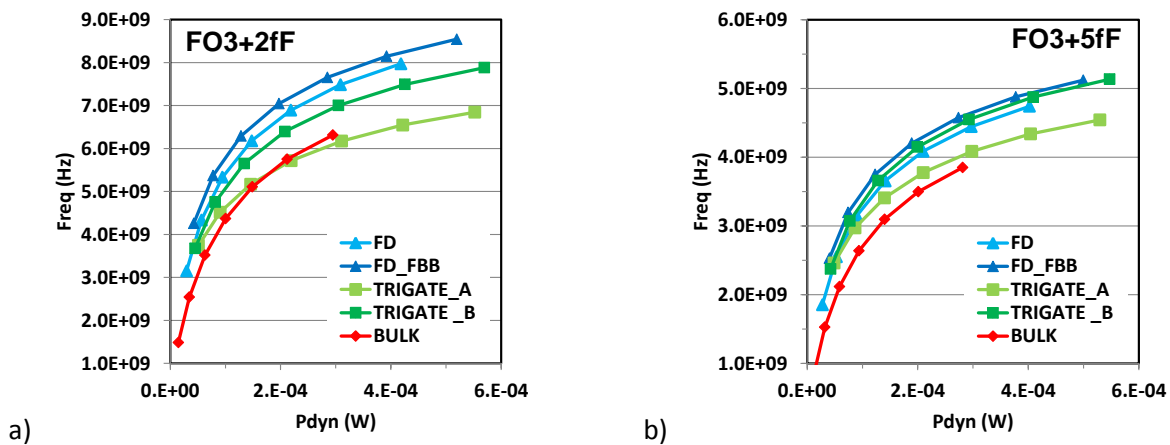 FO3+2fF
9.0E+09
8.0E+09
7.0E+09
6.0E+09
5.0E+09
4.0E+09
3.0E+09
2.0E+09
1.0E+09
Freq (Hz)
FD
FD_FBB
TRIGATE_A
TRIGATE _B
BULK
0.E+00 2.E-04 4.E-04 6.E-04
Pdyn (W)
a)
FO3+5fF
6.0E+09
5.0E+09
4.0E+09
3.0E+09
2.0E+09
1.0E+09
Freq (Hz)
FD
FD_FBB
TRIGATE_A
TRIGATE _B
BULK
0.E+00 2.E-04 4.E-04 6.E-04
Pdyn (W)
b)